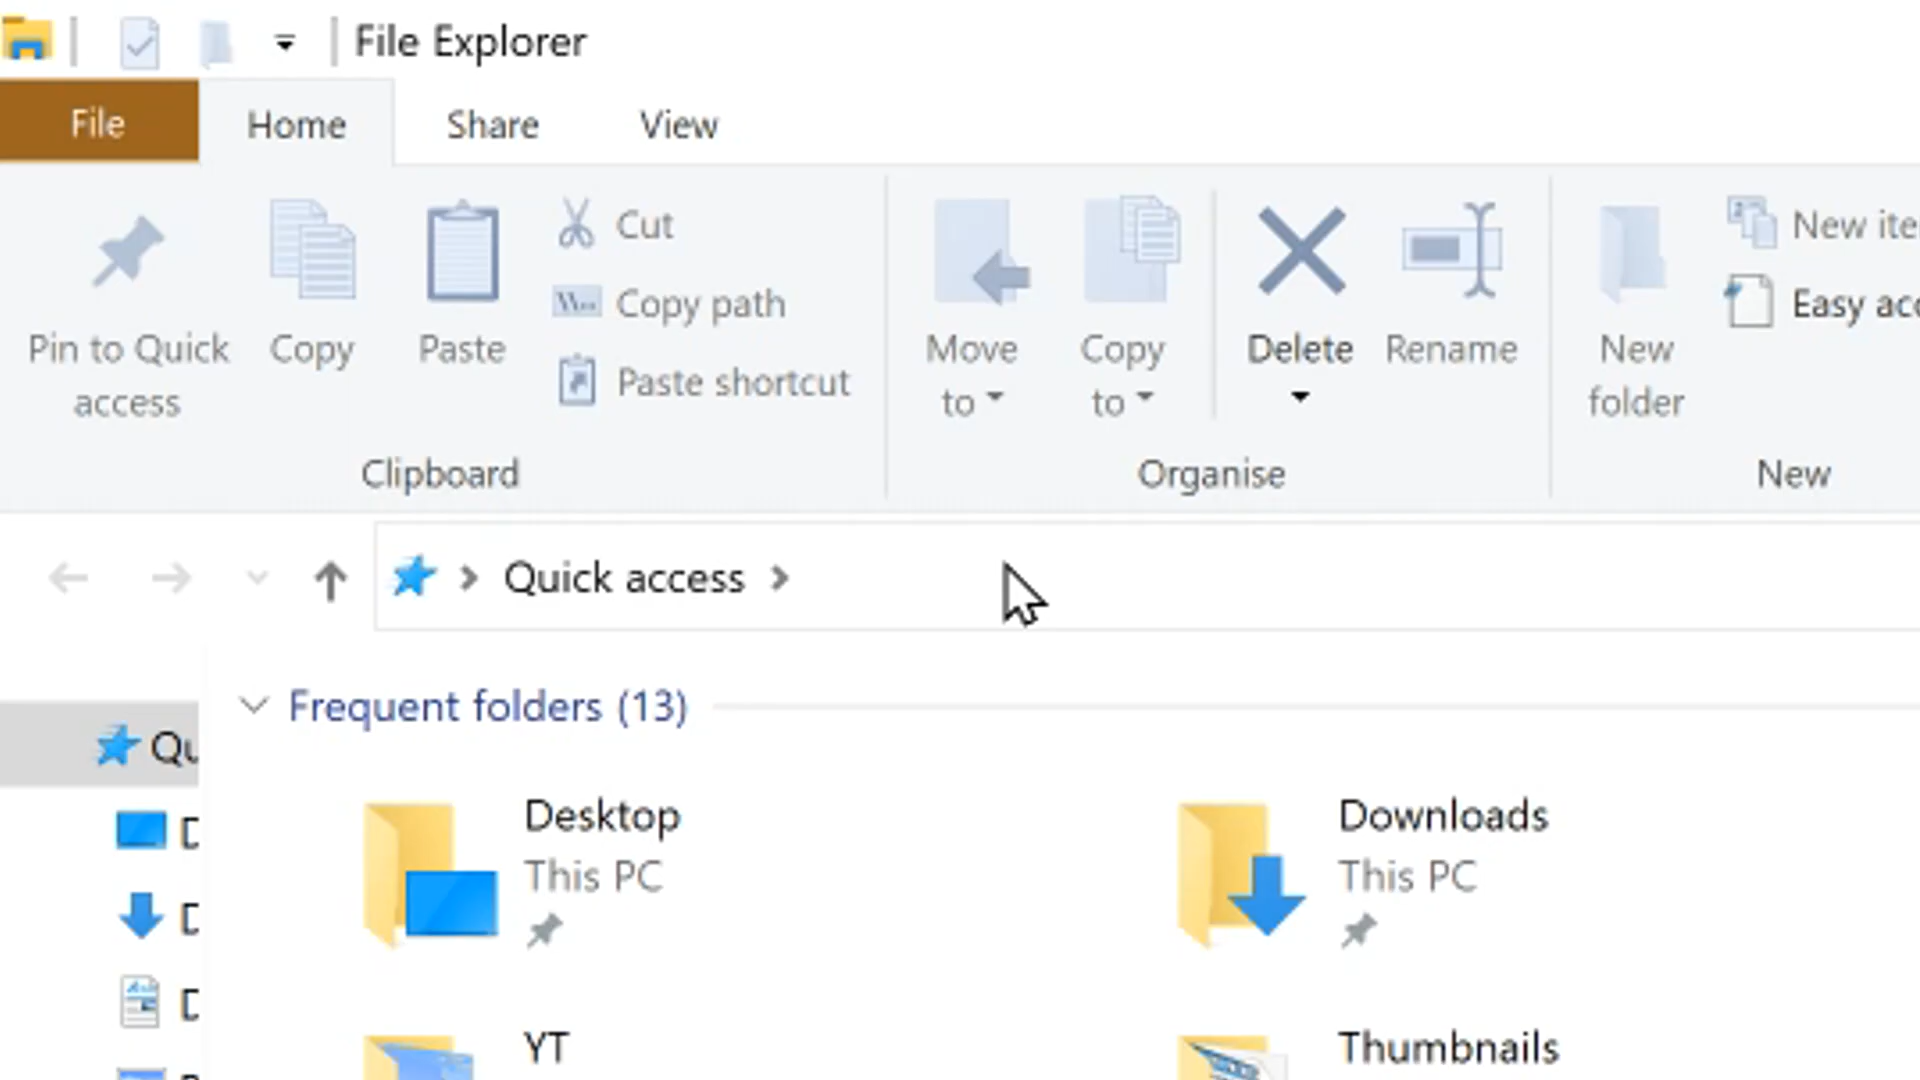 File Explorer
File Home Share View
Pin to Quick access
Copy
Paste
Cut
Copy path
Paste shortcut
Clipboard
Move to
Copy to
Delete
Rename
Organise
New folder
New ite
Easy acc
New
Quick access
Frequent folders (13)
Qu
Desktop
This PC
Downloads
This PC
YT
Thumbnails